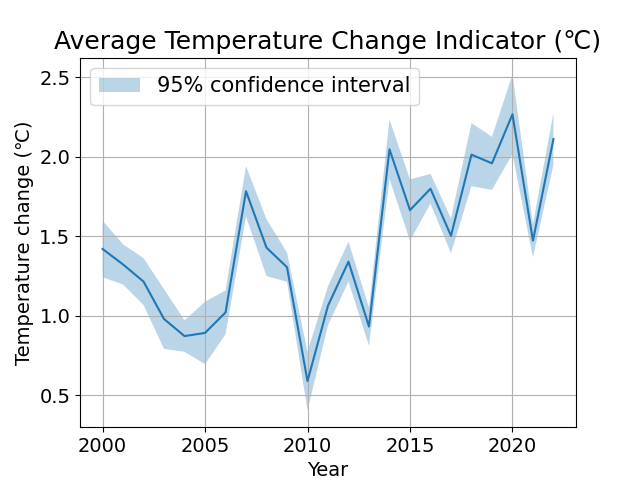 Average Temperature Change Indicator (℃)
95% confidence interval
2.5
2.0
1.5
1.0
0.5
Temperature change (℃)
2000 2005 2010 2015 2020
Year